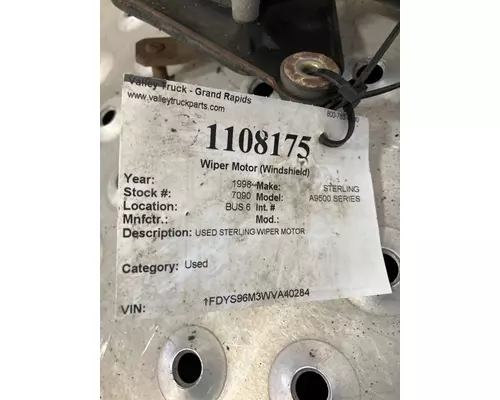 Valley Truck - Grand Rapids
www.valleytruckparts.com
1108175
Wiper Motor (Windshield)
Year: 1998 Make: STERLING
Stock #: 7090 Model: A9500 SERIES
Location: BUS 6 Int. #
Mnfctr.: Mod.:
Description: USED STERLING WIPER MOTOR
Category: Used
VIN: 1FDYS96M3WVA40284